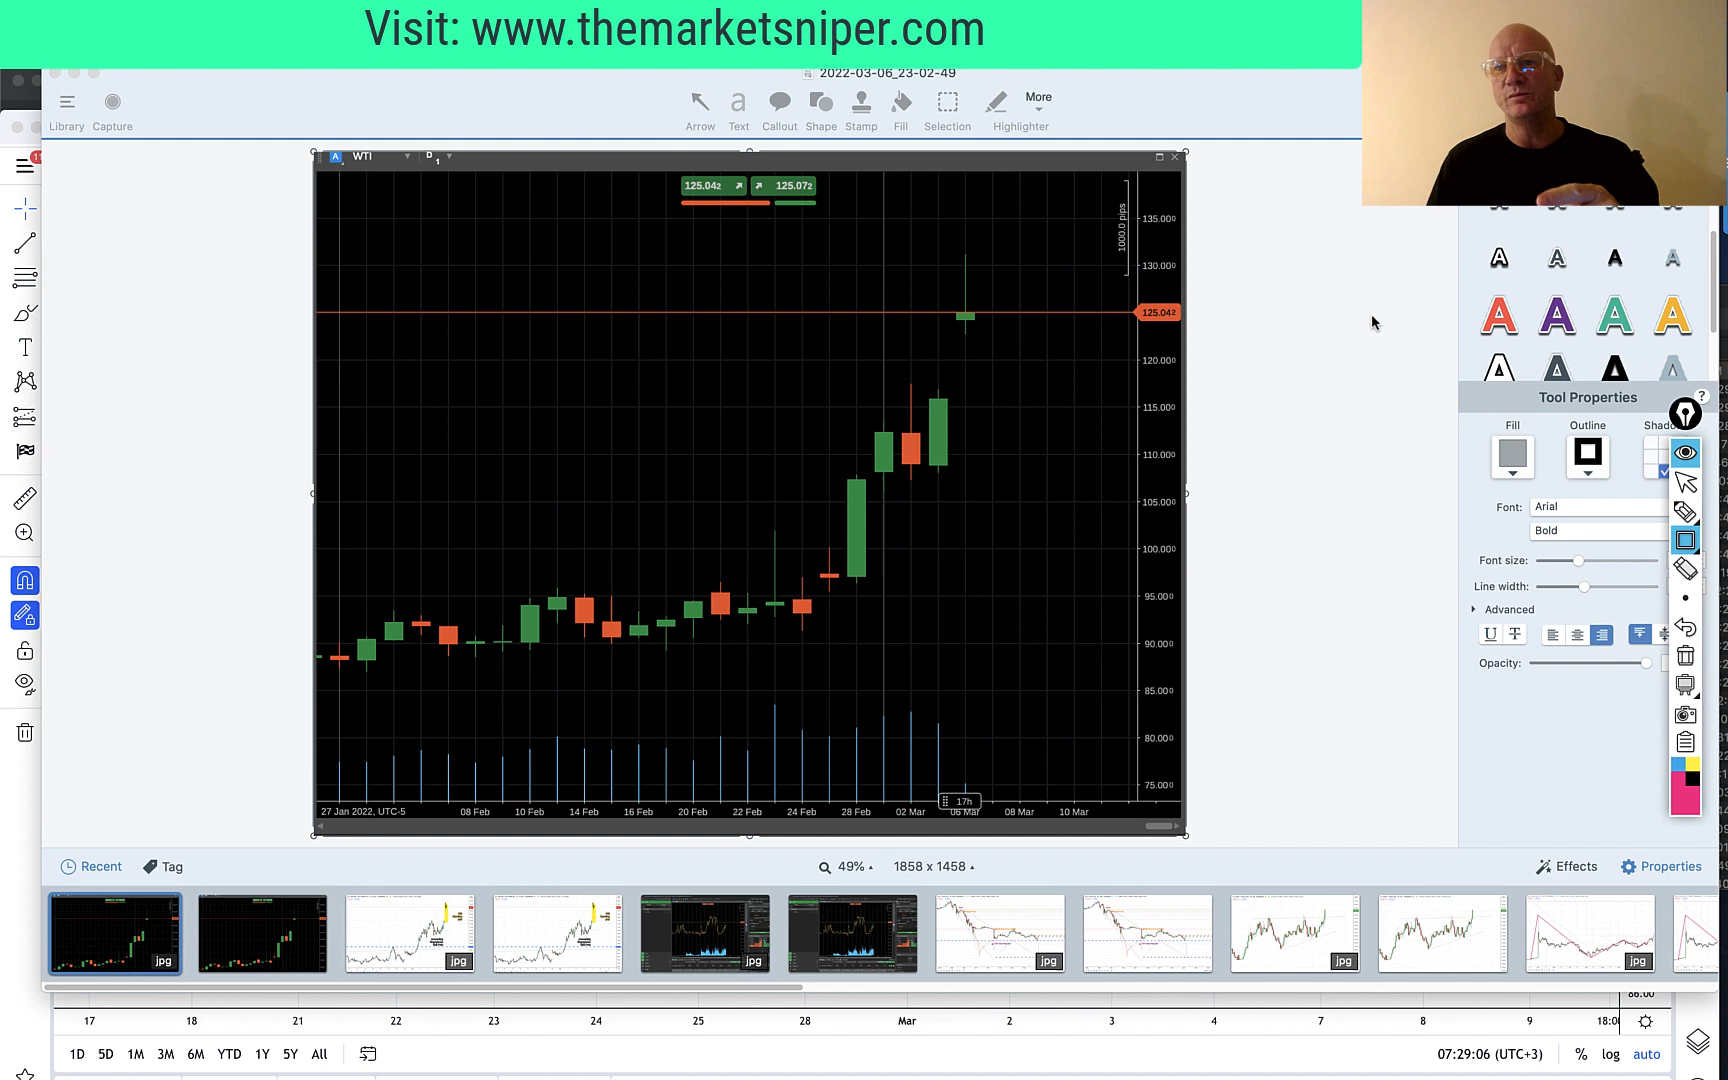 Visit: www.themarketsniper.com
2022-03-06_23-02-49
Library
Capture
Arrow
Text
Callout
Shape
Stamp
Fill
Selection
Highlighter
More
WTI
D 1
125.042
125.072
1000.0 pips
135.000
130.000
125.042
120.000
115.000
110.000
105.000
100.000
95.000
90.000
85.000
80.000
75.000
17h
27 Jan 2022, UTC-5
08 Feb
10 Feb
14 Feb
16 Feb
20 Feb
22 Feb
24 Feb
28 Feb
02 Mar
06 Mar
08 Mar
10 Mar
Tool Properties
?
Fill
Outline
Font:
Arial
Bold
Font size:
Line width:
Advanced
Opacity:
Recent
Tag
49%
1858 x 1458
Effects
Properties
jpg
jpg
jpg
jpg
jpg
jpg
86.00
17
18
21
22
23
24
25
28
Mar
2
3
4
7
8
9
1D
5D
1M
3M
6M
YTD
1Y
5Y
All
07:29:06 (UTC+3)
%
log
auto